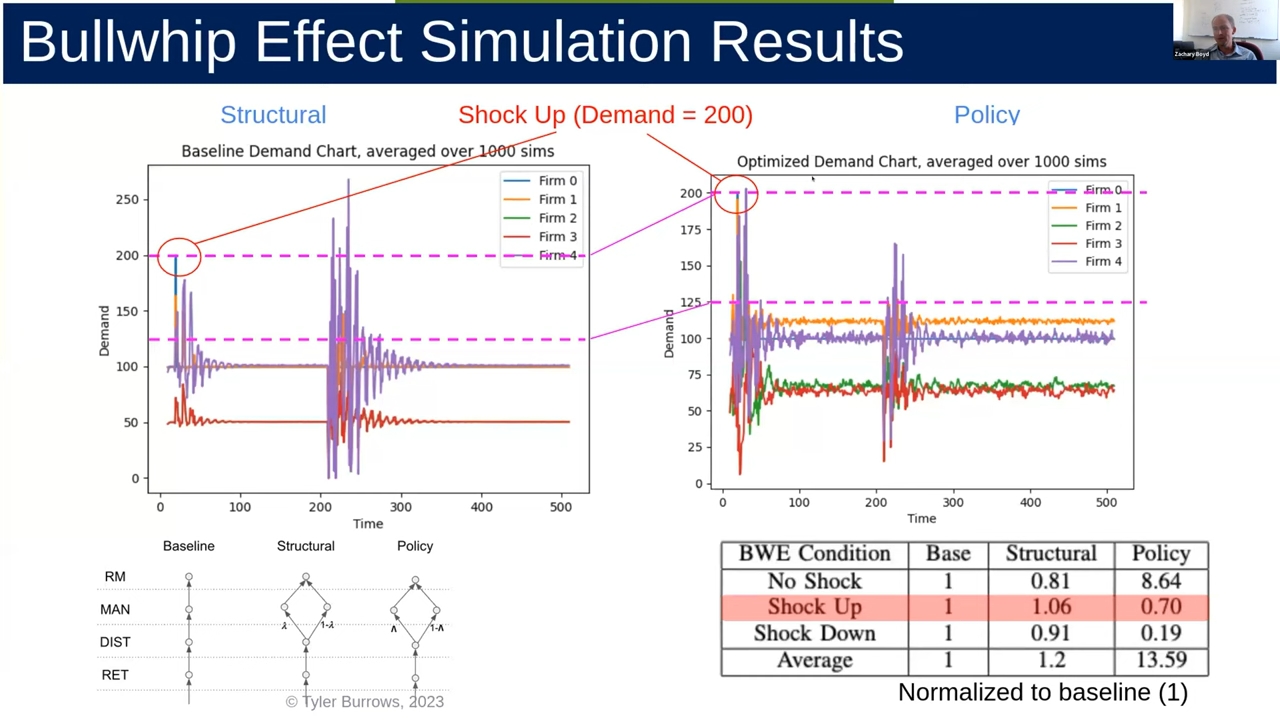 Bullwhip Effect Simulation Results
Zachary Boyd
Structural
Shock Up (Demand = 200)
Policy
Baseline Demand Chart, averaged over 1000 sims
Firm 0
Firm 1
Firm 2
Firm 3
Firm 4
250
200
150
100
50
0
Demand
0 100 200 300 400 500
Time
Optimized Demand Chart, averaged over 1000 sims
Firm 0
Firm 1
Firm 2
Firm 3
Firm 4
200
175
150
125
100
75
50
25
0
Demand
0 100 200 300 400 500
Time
Baseline Structural Policy
RM
MAN
λ 1-λ Λ 1-Λ
DIST
RET
© Tyler Burrows, 2023
BWE Condition Base Structural Policy
No Shock 1 0.81 8.64
Shock Up 1 1.06 0.70
Shock Down 1 0.91 0.19
Average 1 1.2 13.59
Normalized to baseline (1)